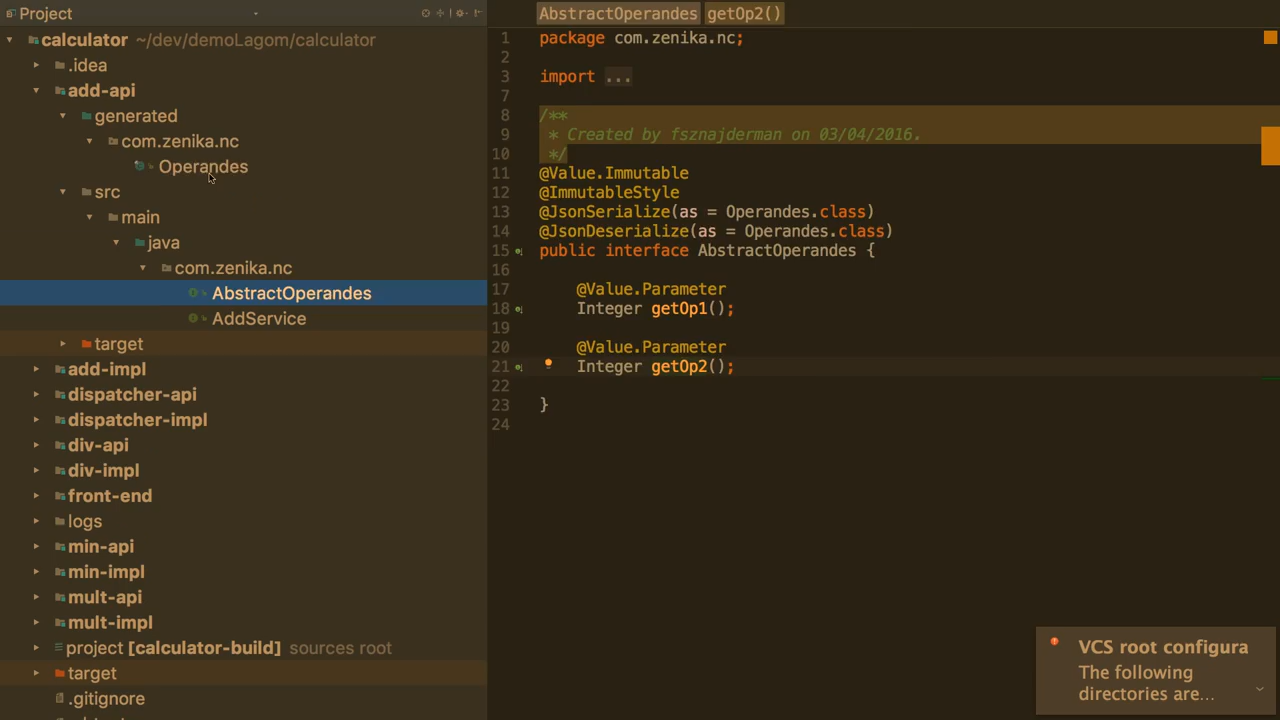 Project
calculator ~/dev/demoLagom/calculator
.idea
add-api
generated
com.zenika.nc
Operandes
src
main
java
com.zenika.nc
AbstractOperandes
AddService
target
add-impl
dispatcher-api
dispatcher-impl
div-api
div-impl
front-end
logs
min-api
min-impl
mult-api
mult-impl
project [calculator-build] sources root
target
.gitignore
AbstractOperandes getOp2()
1 package com.zenika.nc;
2
3 import ...
7
8 /**
9 * Created by fsznajderman on 03/04/2016.
10 */
11 @Value.Immutable
12 @ImmutableStyle
13 @JsonSerialize(as = Operandes.class)
14 @JsonDeserialize(as = Operandes.class)
15 public interface AbstractOperandes {
16
17 @Value.Parameter
18 Integer getOp1();
19
20 @Value.Parameter
21 Integer getOp2();
22
23 }
24
VCS root configura
The following
directories are...